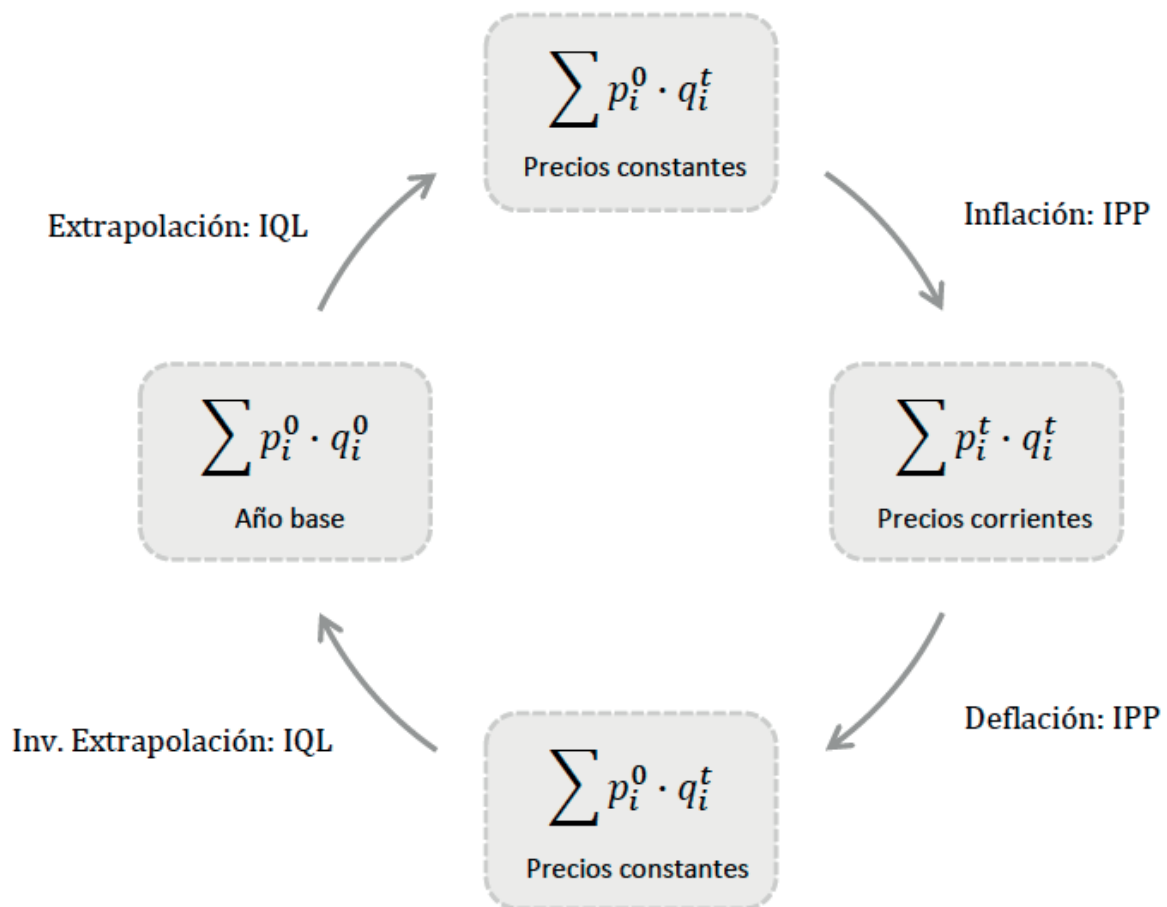 ∑ p_i^0 · q_i^t
Precios constantes
Extrapolación: IQL
Inflación: IPP
∑ p_i^0 · q_i^0
Año base
∑ p_i^t · q_i^t
Precios corrientes
Inv. Extrapolación: IQL
Deflación: IPP
∑ p_i^0 · q_i^t
Precios constantes